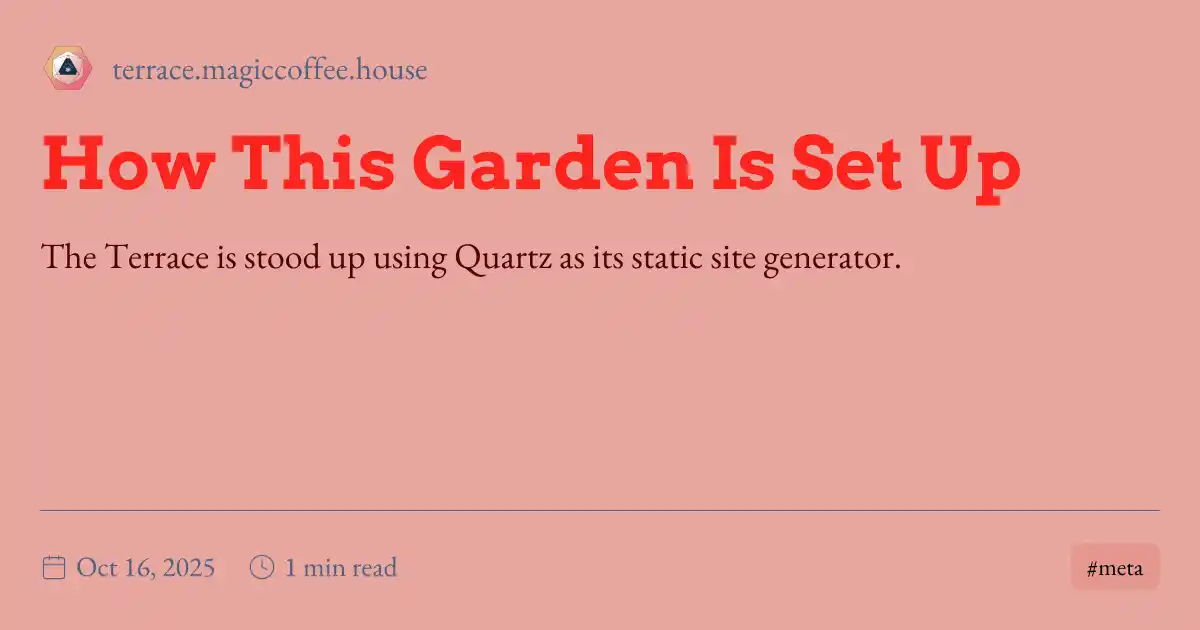 terrace.magiccoffee.house
How This Garden Is Set Up
The Terrace is stood up using Quartz as its static site generator.
Oct 16, 2025 1 min read
#meta